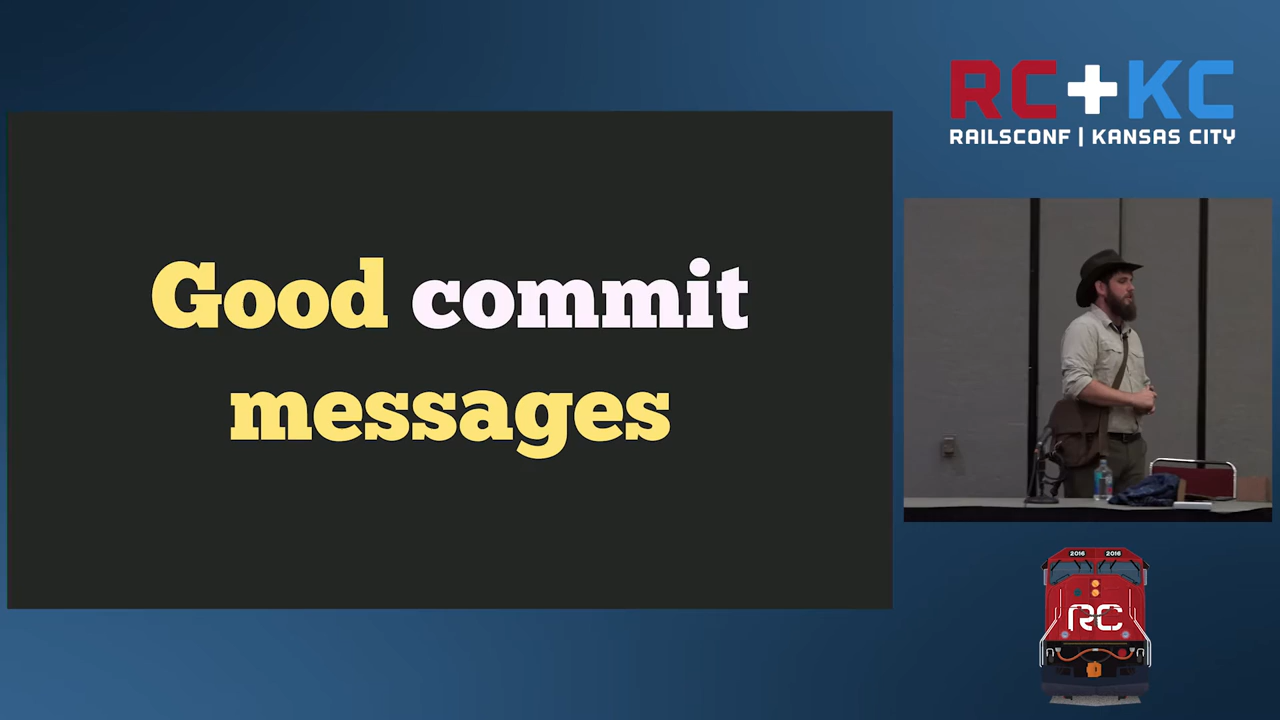 RC+KC
RAILSCONF | KANSAS CITY
Good commit
messages
2016 2016
RC